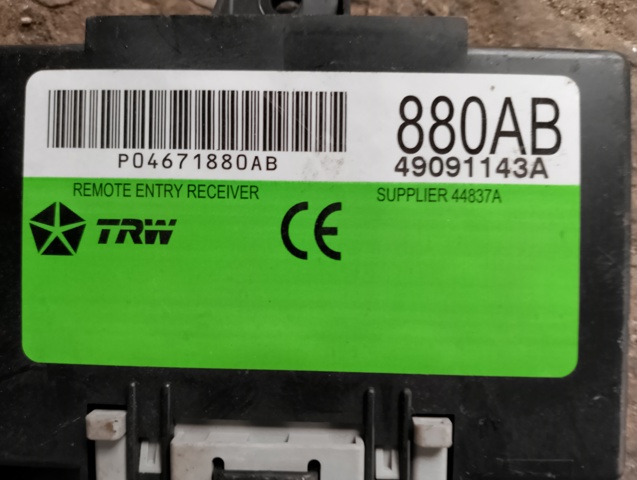 880AB
P04671880AB
49091143A
REMOTE ENTRY RECEIVER
SUPPLIER 44837A
TRW
CE